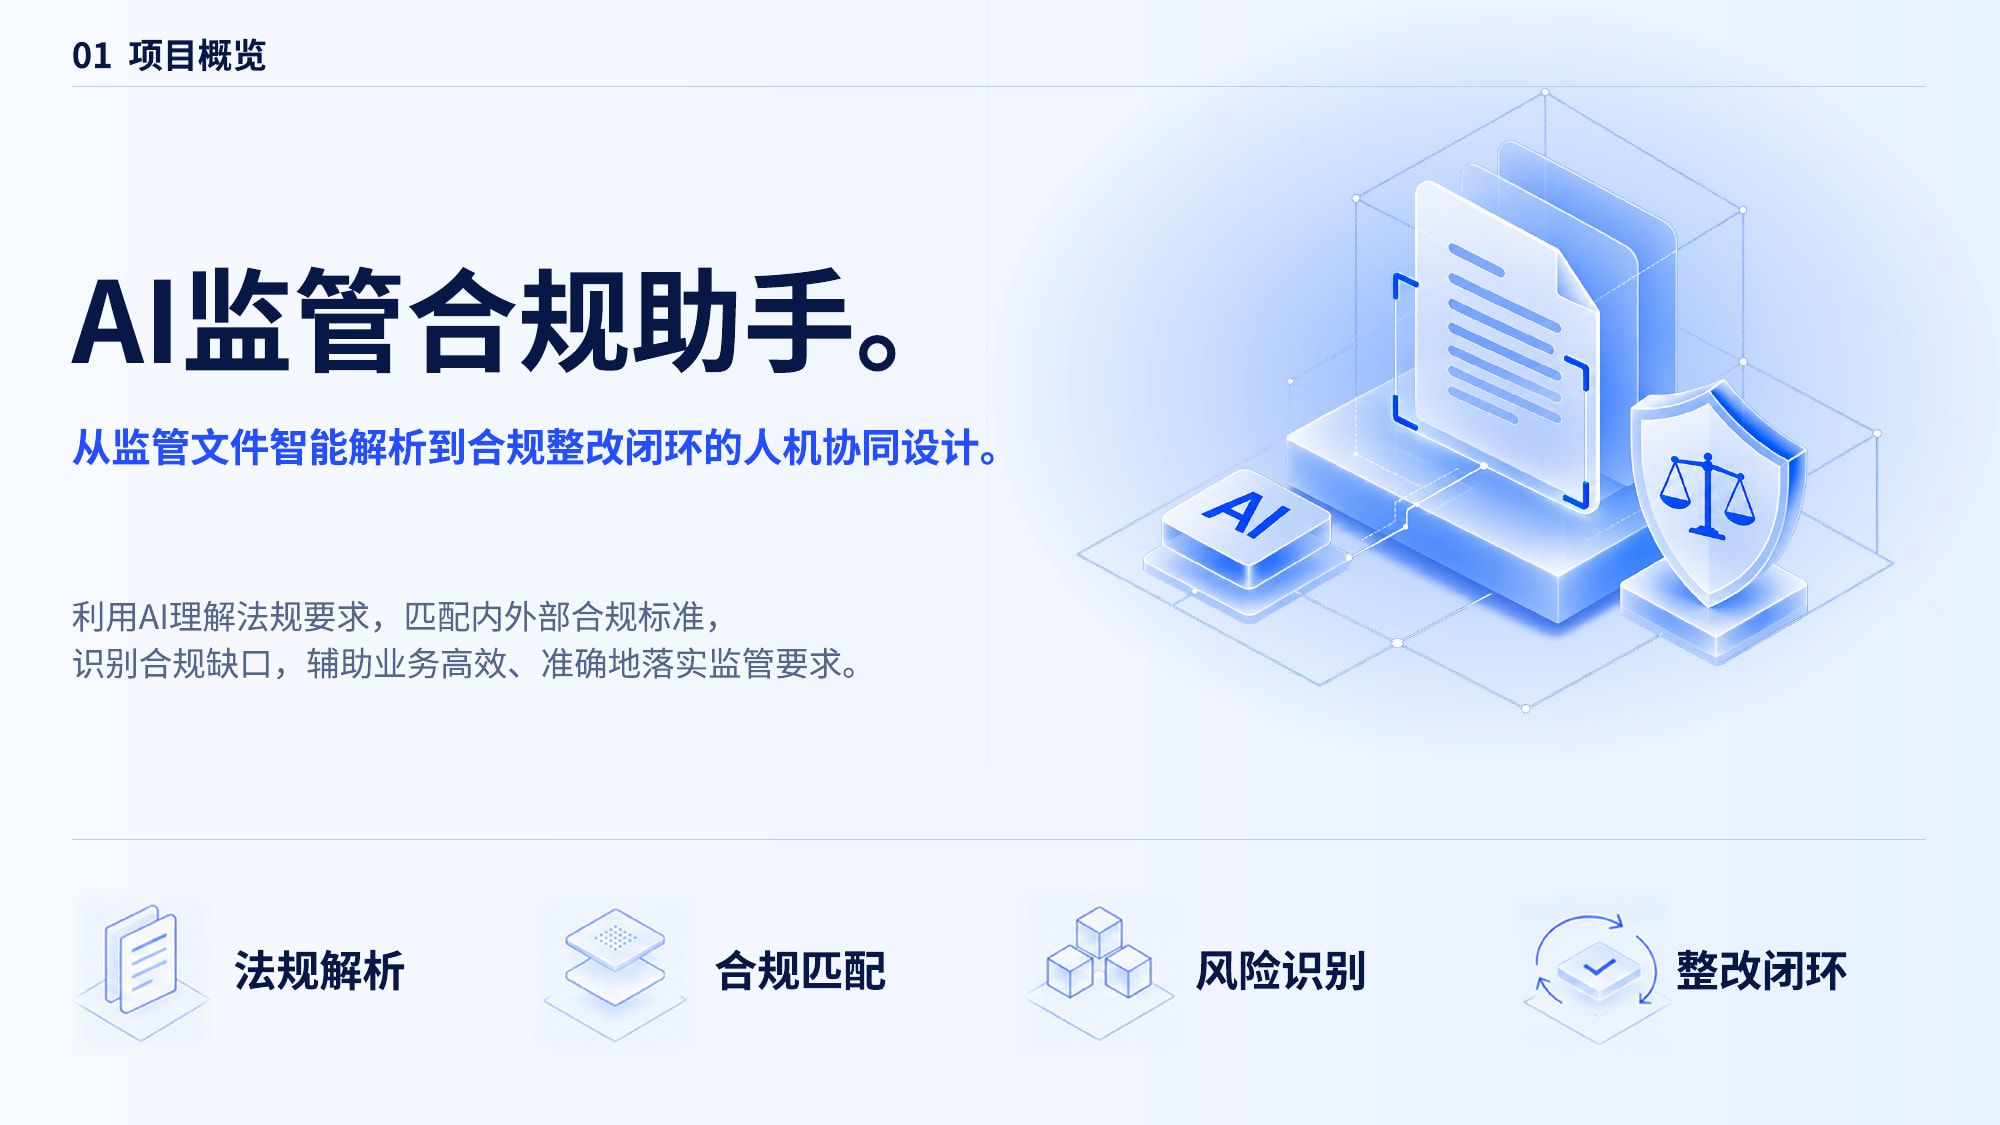 01 项目概览
AI监管合规助手。
从监管文件智能解析到合规整改闭环的人机协同设计。
利用AI理解法规要求，匹配内外部合规标准，
识别合规缺口，辅助业务高效、准确地落实监管要求。
AI
法规解析
合规匹配
风险识别
整改闭环